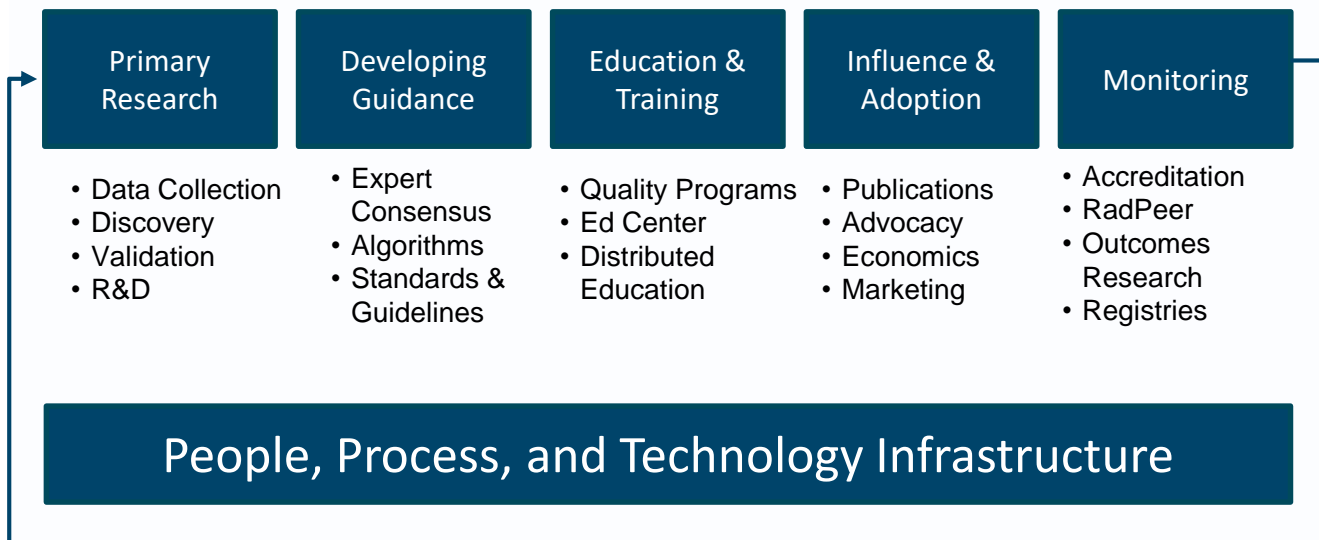 Primary
Research
Developing
Guidance
Education &
Training
Influence &
Adoption
Monitoring
• Data Collection
• Discovery
• Validation
• R&D
• Expert
Consensus
• Algorithms
• Standards &
Guidelines
• Quality Programs
• Ed Center
• Distributed
Education
• Publications
• Advocacy
• Economics
• Marketing
• Accreditation
• RadPeer
• Outcomes
Research
• Registries
People, Process, and Technology Infrastructure